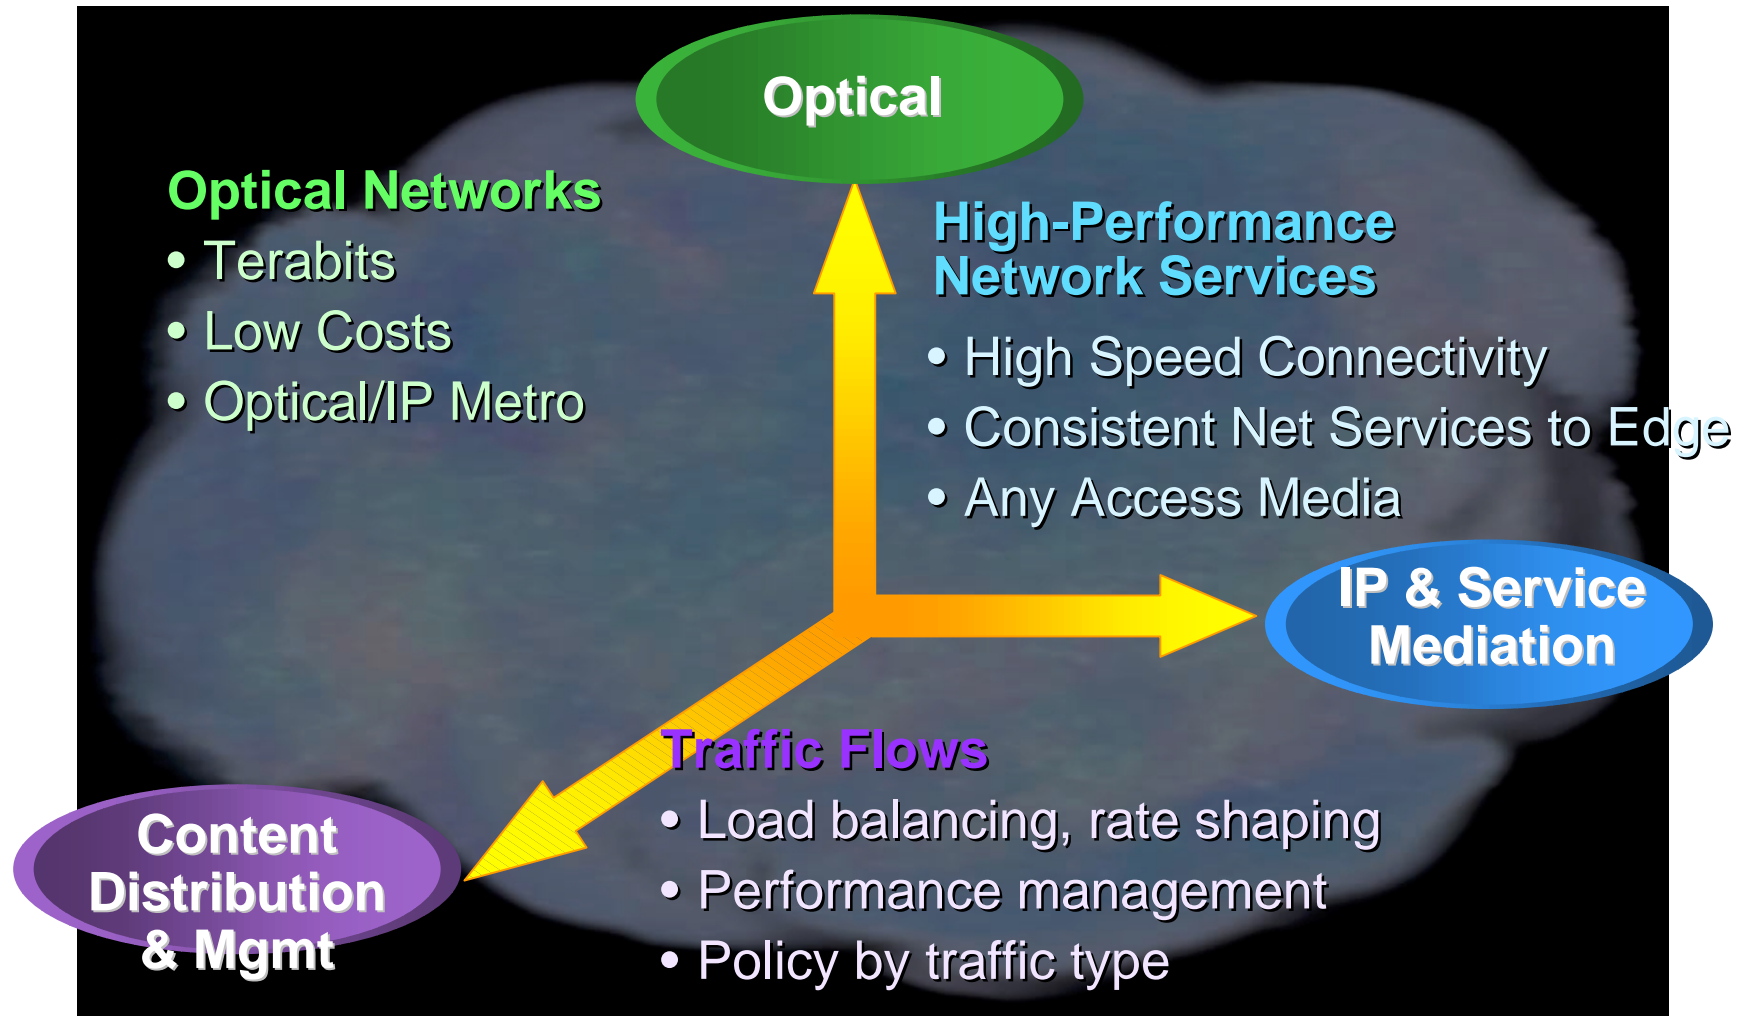 Optical
Optical Networks
• Terabits
• Low Costs
• Optical/IP Metro
High-Performance
Network Services
• High Speed Connectivity
• Consistent Net Services to Edge
• Any Access Media
IP & Service
Mediation
Traffic Flows
• Load balancing, rate shaping
• Performance management
• Policy by traffic type
Content
Distribution
& Mgmt